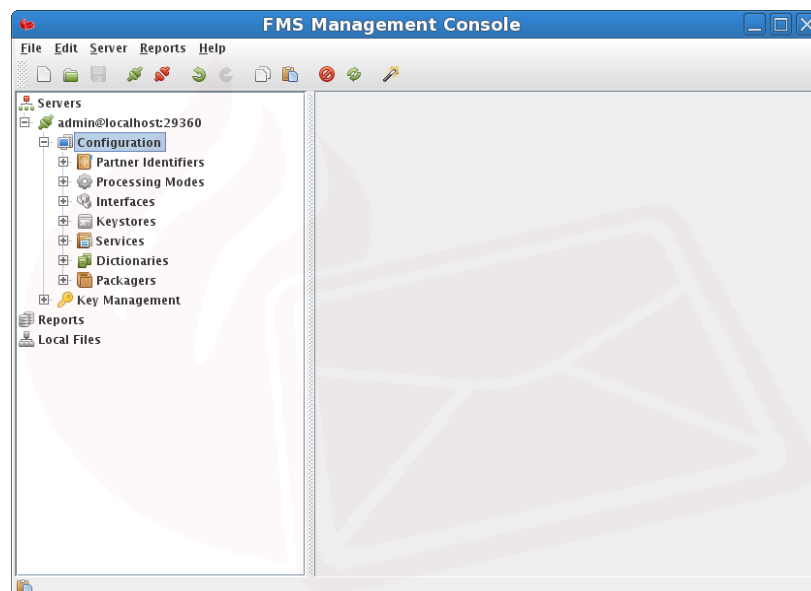 FMS Management Console
File Edit Server Reports Help
Servers
admin@localhost:29360
Configuration
Partner Identifiers
Processing Modes
Interfaces
Keystores
Services
Dictionaries
Packagers
Key Management
Reports
Local Files